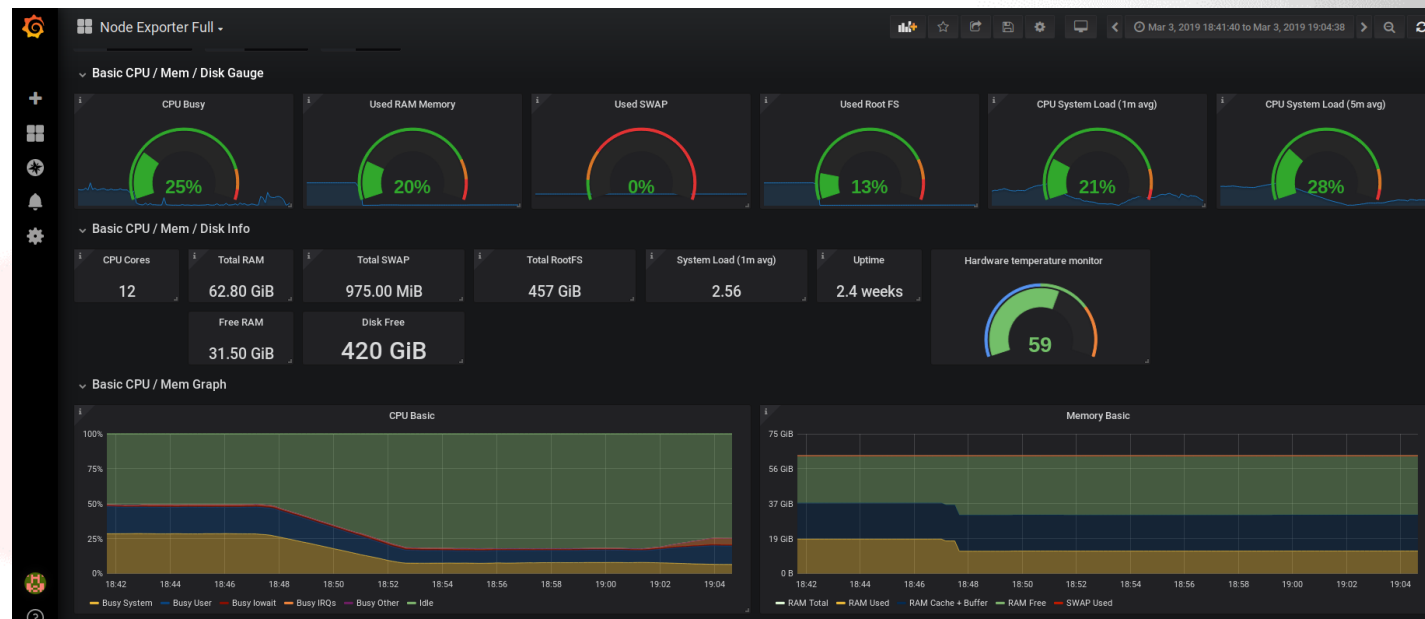 Node Exporter Full
Mar 3, 2019 18:41:40 to Mar 3, 2019 19:04:38
Basic CPU / Mem / Disk Gauge
CPU Busy
25%
Used RAM Memory
20%
Used SWAP
0%
Used Root FS
13%
CPU System Load (1m avg)
21%
CPU System Load (5m avg)
28%
Basic CPU / Mem / Disk Info
CPU Cores
12
Total RAM
62.80 GiB
Total SWAP
975.00 MiB
Total RootFS
457 GiB
System Load (1m avg)
2.56
Uptime
2.4 weeks
Hardware temperature monitor
59
Free RAM
31.50 GiB
Disk Free
420 GiB
Basic CPU / Mem Graph
CPU Basic
100%
75%
50%
25%
0%
18:42 18:44 18:46 18:48 18:50 18:52 18:54 18:56 18:58 19:00 19:02 19:04
Busy System Busy User Busy Iowait Busy IRQs Busy Other Idle
Memory Basic
75 GiB
56 GiB
37 GiB
19 GiB
0 B
18:42 18:44 18:46 18:48 18:50 18:52 18:54 18:56 18:58 19:00 19:02 19:04
RAM Total RAM Used RAM Cache + Buffer RAM Free SWAP Used